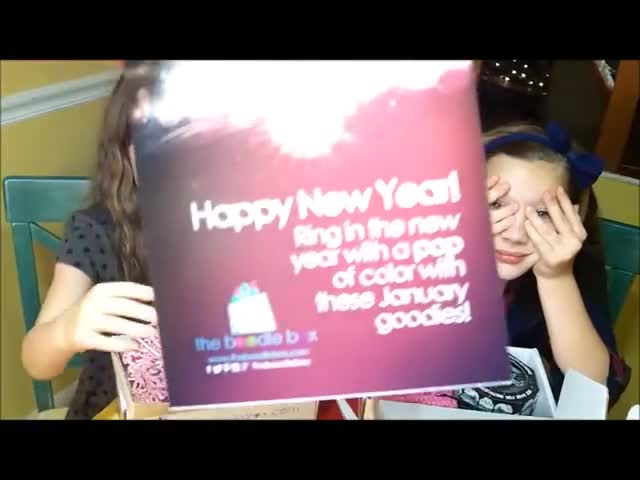 Happy New Year!
Ring in the new
year with a pop
of color with
these January
goodies!
the boodle box